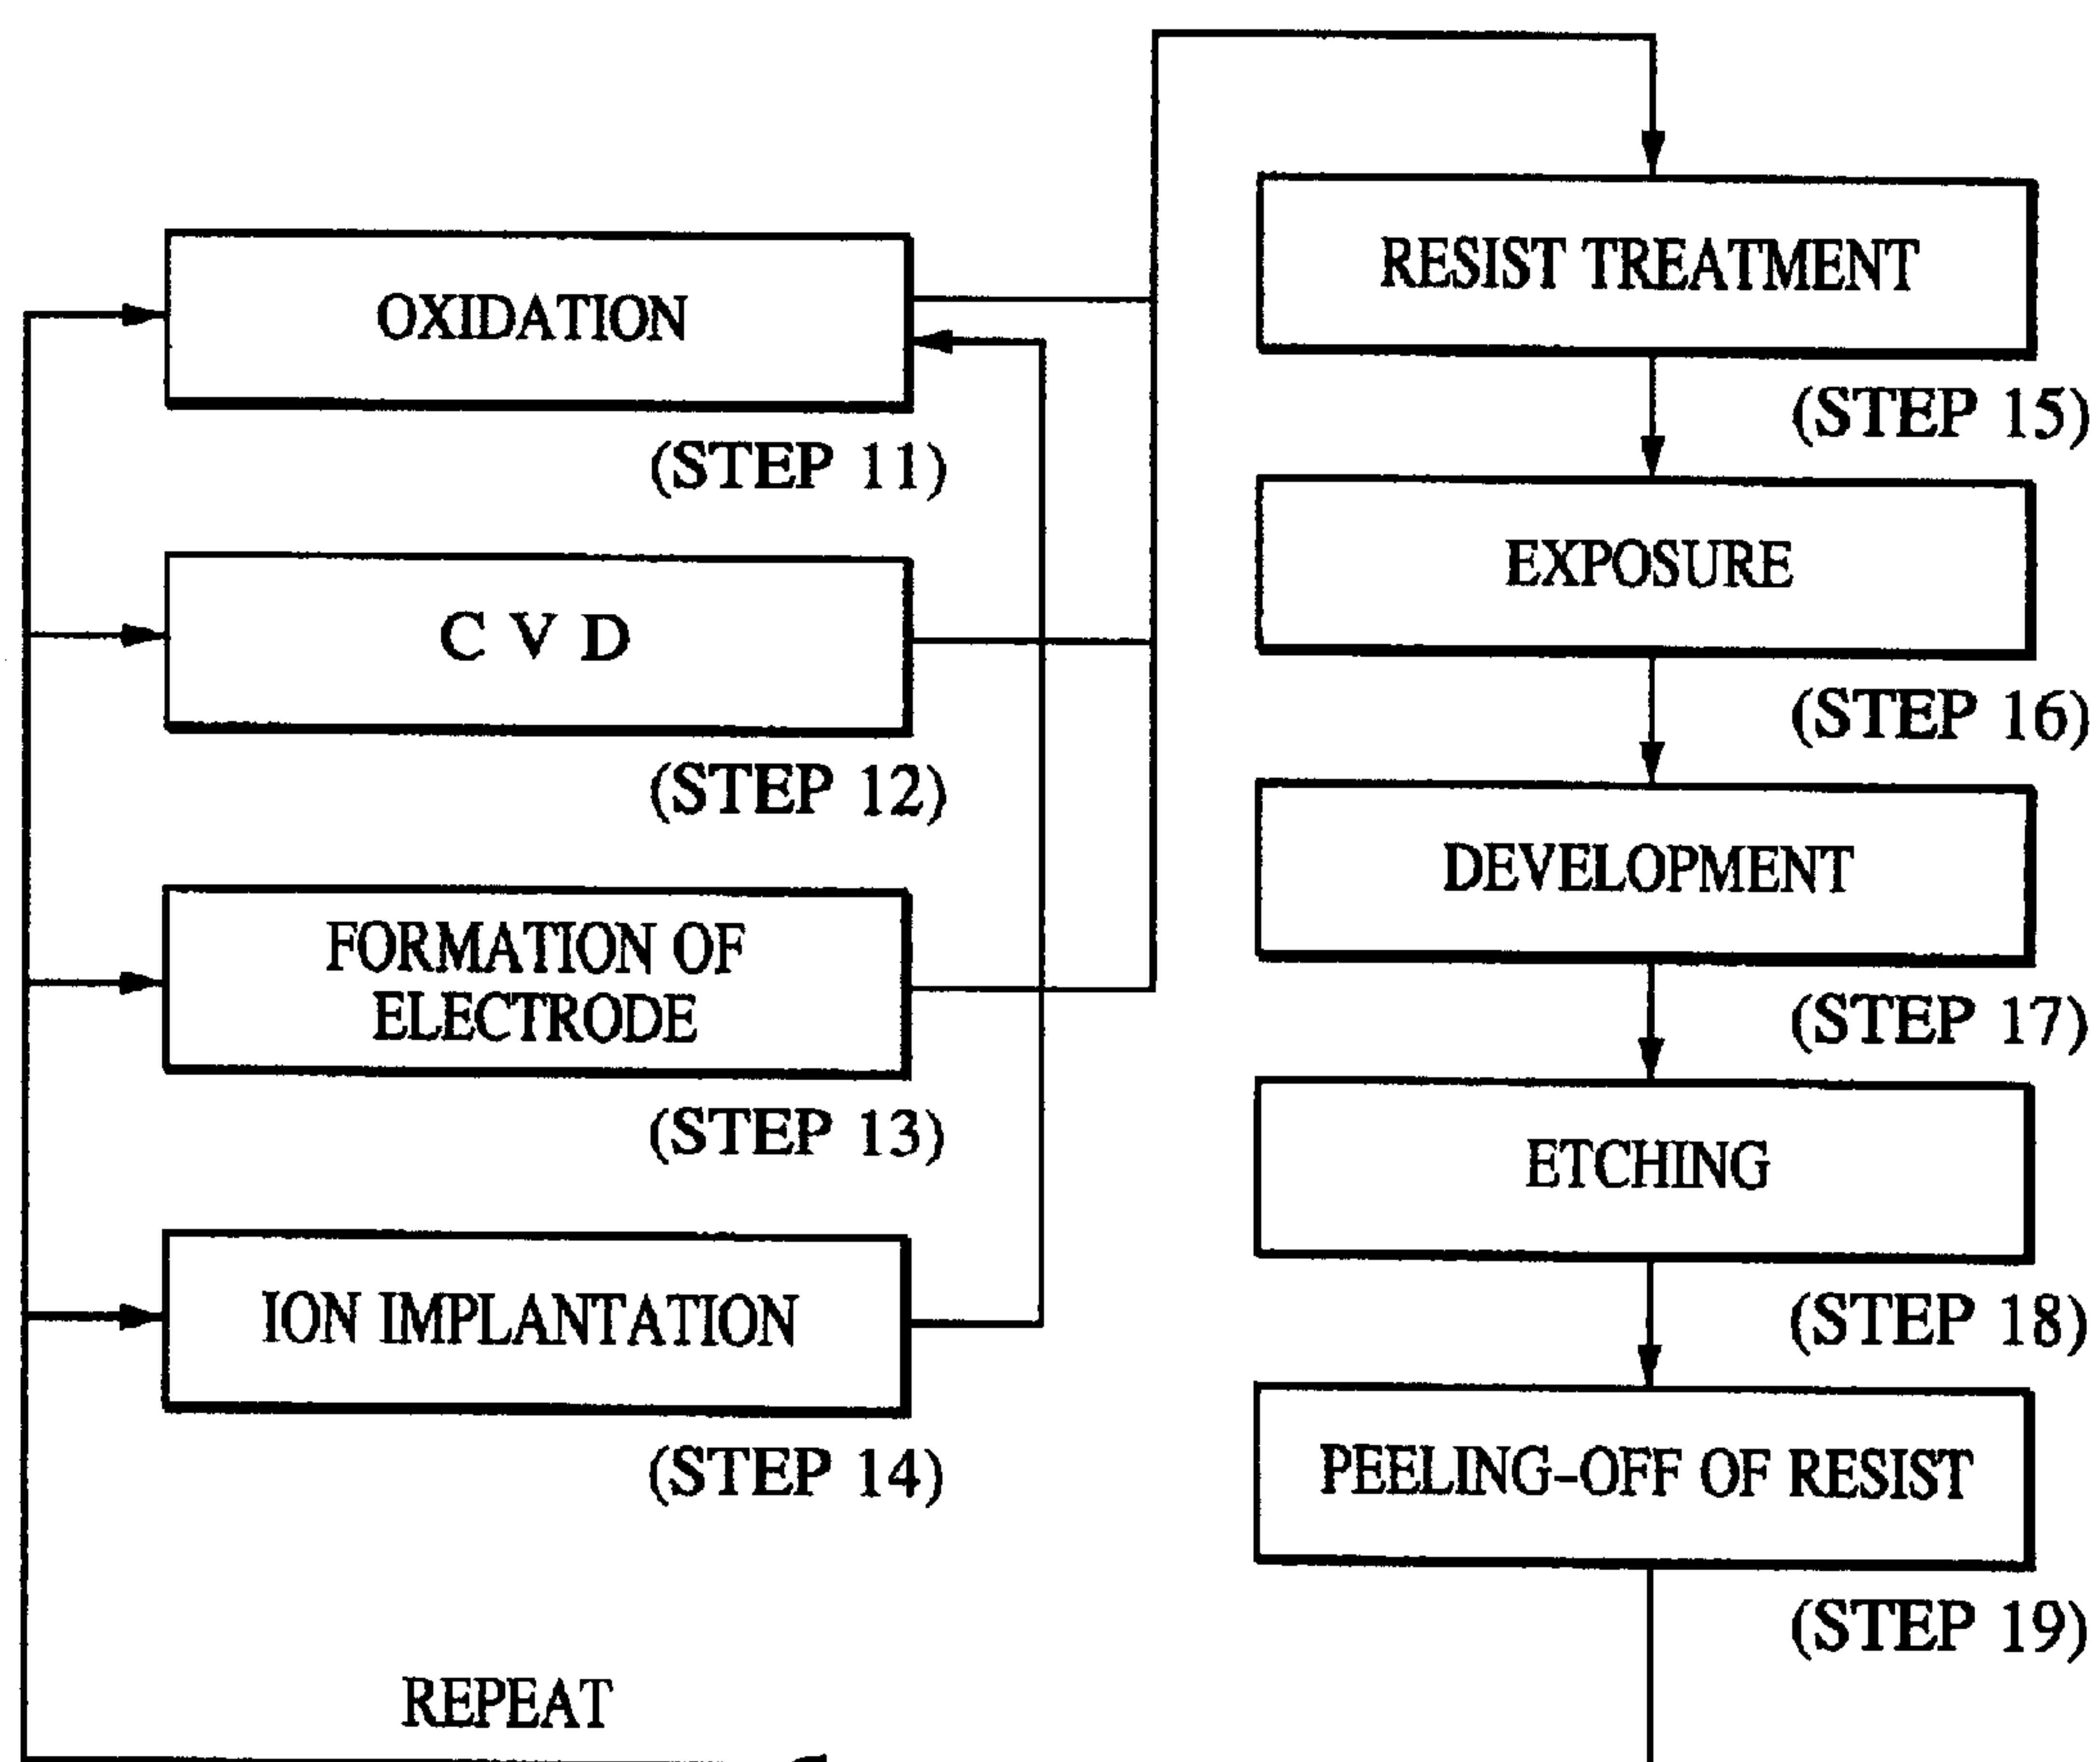 OXIDATION
(STEP 11)
C V D
(STEP 12)
FORMATION OF
ELECTRODE
(STEP 13)
ION IMPLANTATION
(STEP 14)
REPEAT
RESIST TREATMENT
(STEP 15)
EXPOSURE
(STEP 16)
DEVELOPMENT
(STEP 17)
ETCHING
(STEP 18)
PEELING-OFF OF RESIST
(STEP 19)